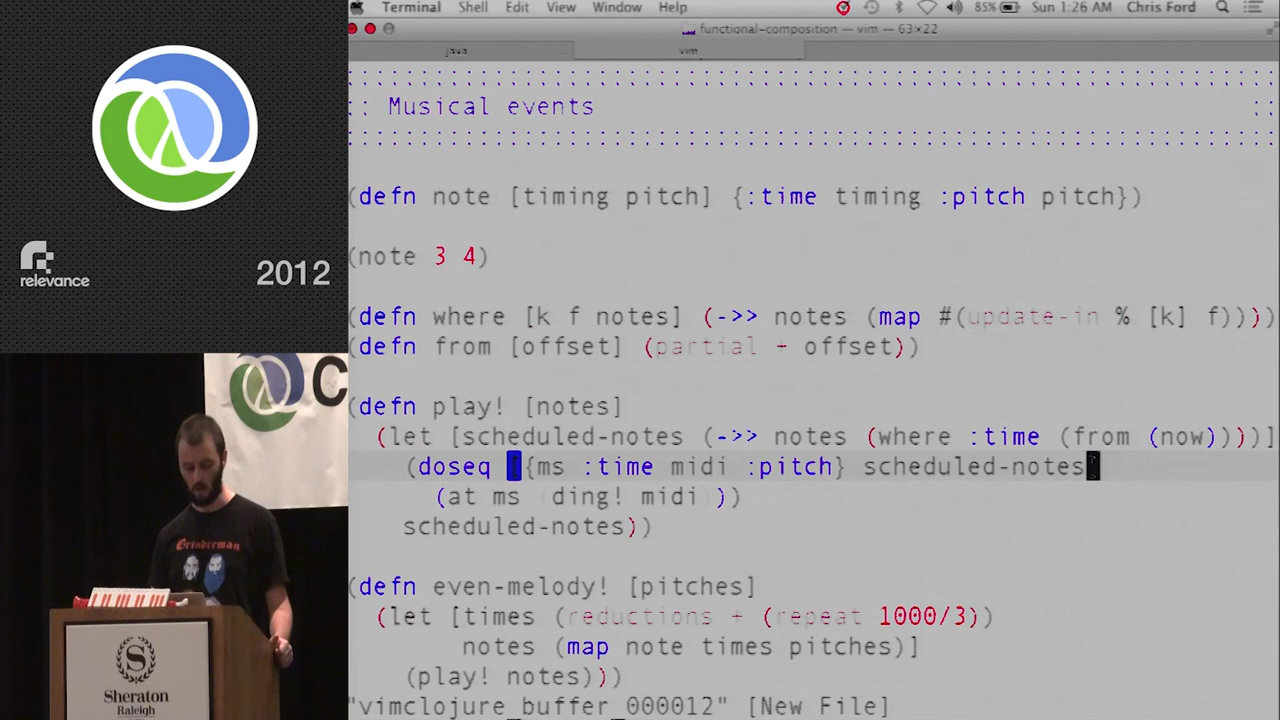 Terminal Shell Edit View Window Help 85% Sun 1:26 AM Chris Ford
functional-composition — vim — 63×22
java vim
;; Musical events ;;
(defn note [timing pitch] {:time timing :pitch pitch})
(note 3 4)
(defn where [k f notes] (->> notes (map #(update-in % [k] f))))
(defn from [offset] (partial + offset))
(defn play! [notes]
(let [scheduled-notes (->> notes (where :time (from (now))))]
(doseq [{ms :time midi :pitch} scheduled-notes]
(at ms (ding! midi)))
scheduled-notes))
(defn even-melody! [pitches]
(let [times (reductions + (repeat 1000/3))
notes (map note times pitches)]
(play! notes)))
"vimclojure_buffer_000012" [New File]
relevance
2012
C
Grinderman
S
Sheraton
Raleigh